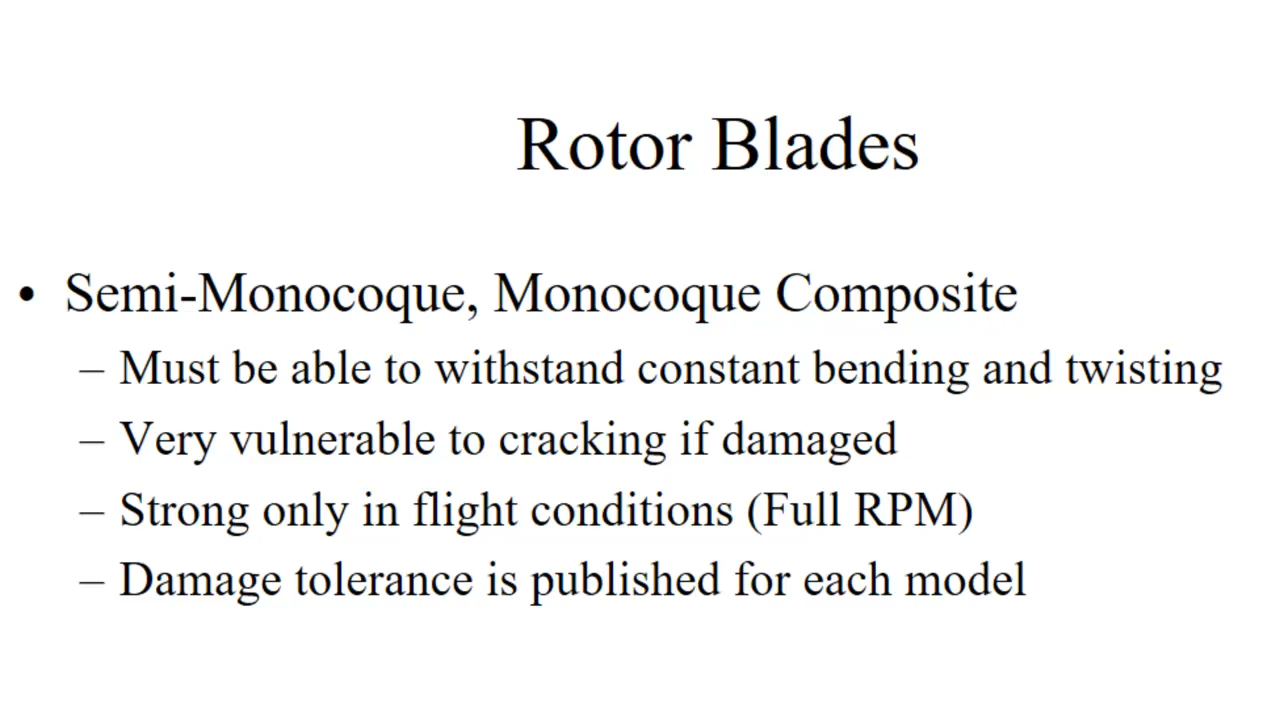 Rotor Blades
• Semi-Monocoque, Monocoque Composite
– Must be able to withstand constant bending and twisting
– Very vulnerable to cracking if damaged
– Strong only in flight conditions (Full RPM)
– Damage tolerance is published for each model